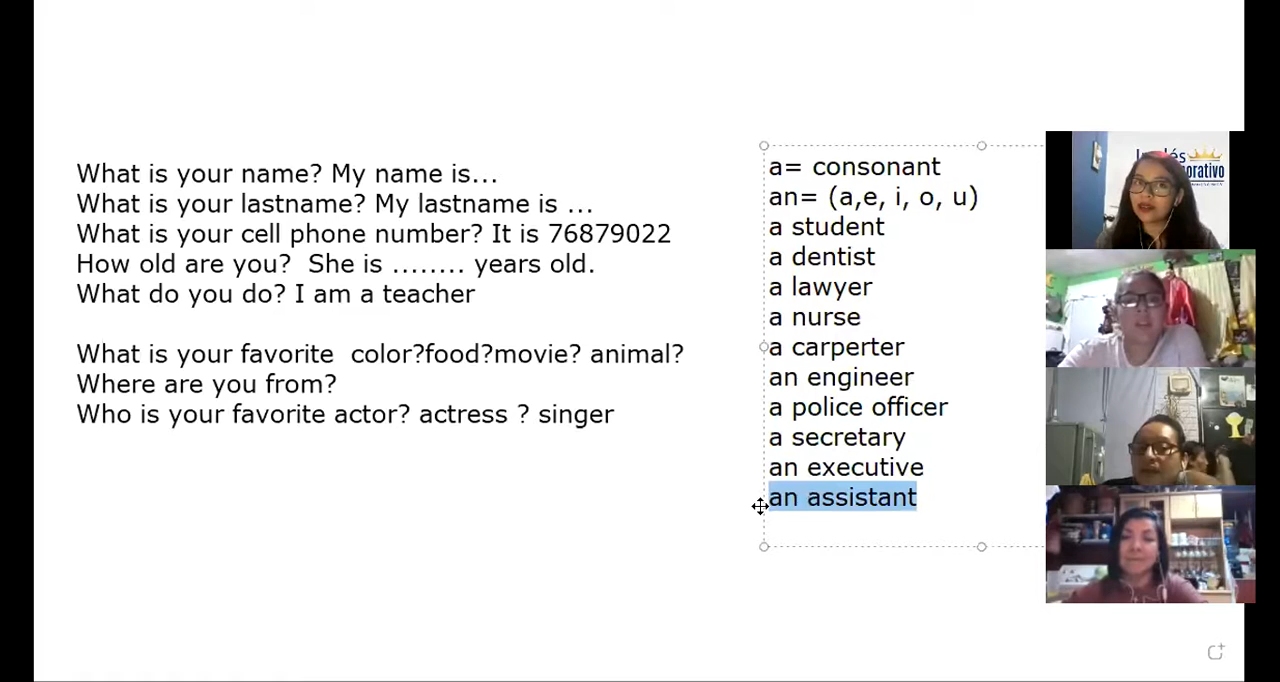 What is your name? My name is...
What is your lastname? My lastname is ...
What is your cell phone number? It is 76879022
How old are you?  She is ........ years old.
What do you do? I am a teacher
What is your favorite  color?food?movie? animal?
Where are you from?
Who is your favorite actor? actress ? singer
a= consonant
an= (a,e, i, o, u)
a student
a dentist
a lawyer
a nurse
a carperter
an engineer
a police officer
a secretary
an executive
an assistant